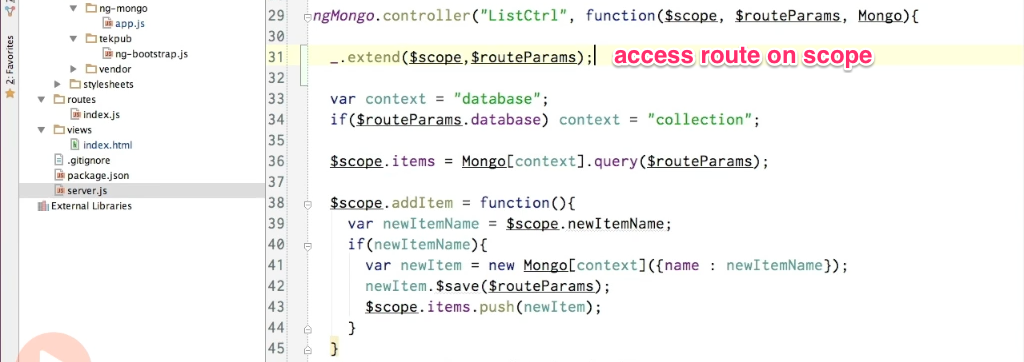 2: Favorites
ng-mongo
app.js
tekpub
ng-bootstrap.js
vendor
stylesheets
routes
index.js
views
index.html
.gitignore
package.json
server.js
External Libraries
29 ngMongo.controller("ListCtrl", function($scope, $routeParams, Mongo){
30
31 _.extend($scope,$routeParams); access route on scope
32
33 var context = "database";
34 if($routeParams.database) context = "collection";
35
36 $scope.items = Mongo[context].query($routeParams);
37
38 $scope.addItem = function(){
39 var newItemName = $scope.newItemName;
40 if(newItemName){
41 var newItem = new Mongo[context]({name : newItemName});
42 newItem.$save($routeParams);
43 $scope.items.push(newItem);
44 }
45 }